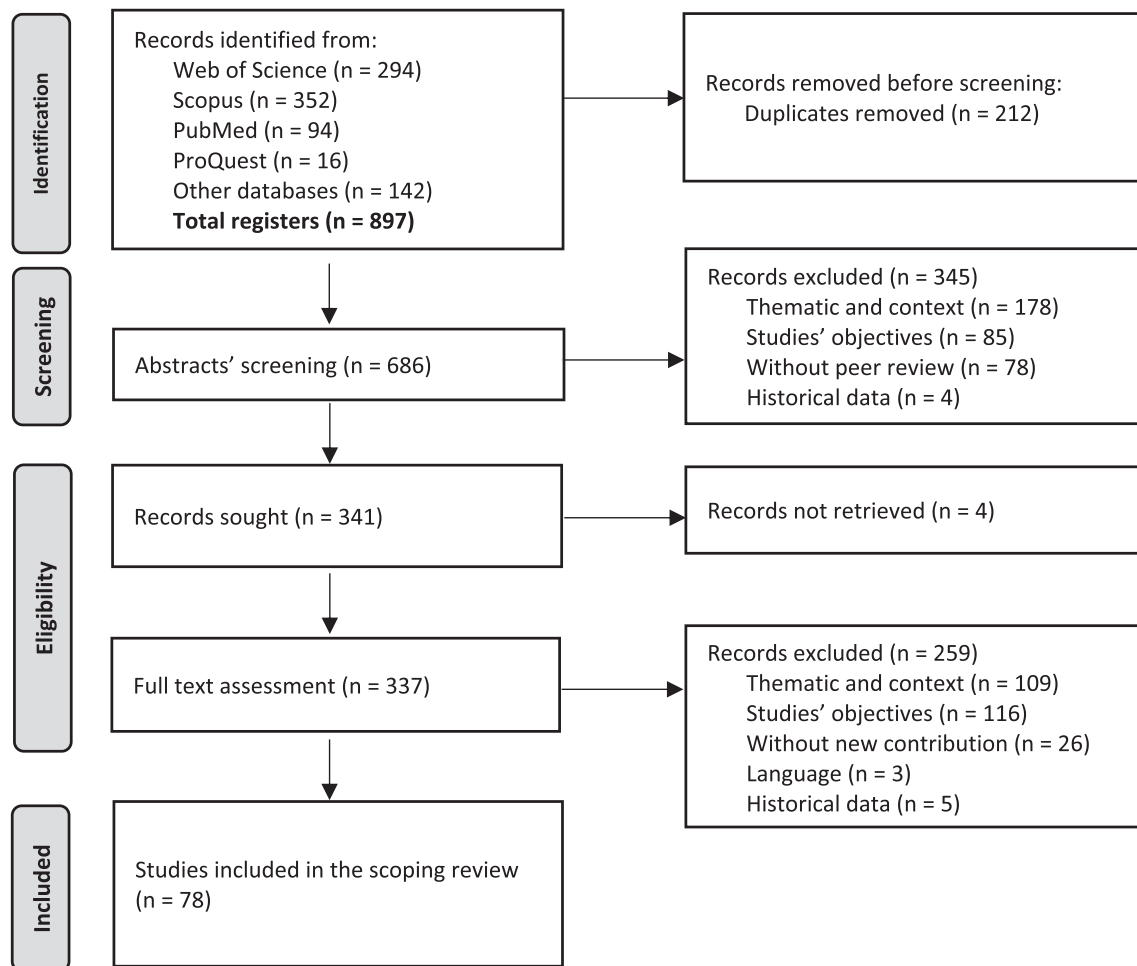 Identification
Records identified from:
Web of Science (n = 294)
Scopus (n = 352)
PubMed (n = 94)
ProQuest (n = 16)
Other databases (n = 142)
Total registers (n = 897)
Records removed before screening:
Duplicates removed (n = 212)
Screening
Abstracts’ screening (n = 686)
Records excluded (n = 345)
Thematic and context (n = 178)
Studies’ objectives (n = 85)
Without peer review (n = 78)
Historical data (n = 4)
Eligibility
Records sought (n = 341)
Records not retrieved (n = 4)
Full text assessment (n = 337)
Records excluded (n = 259)
Thematic and context (n = 109)
Studies’ objectives (n = 116)
Without new contribution (n = 26)
Language (n = 3)
Historical data (n = 5)
Included
Studies included in the scoping review
(n = 78)